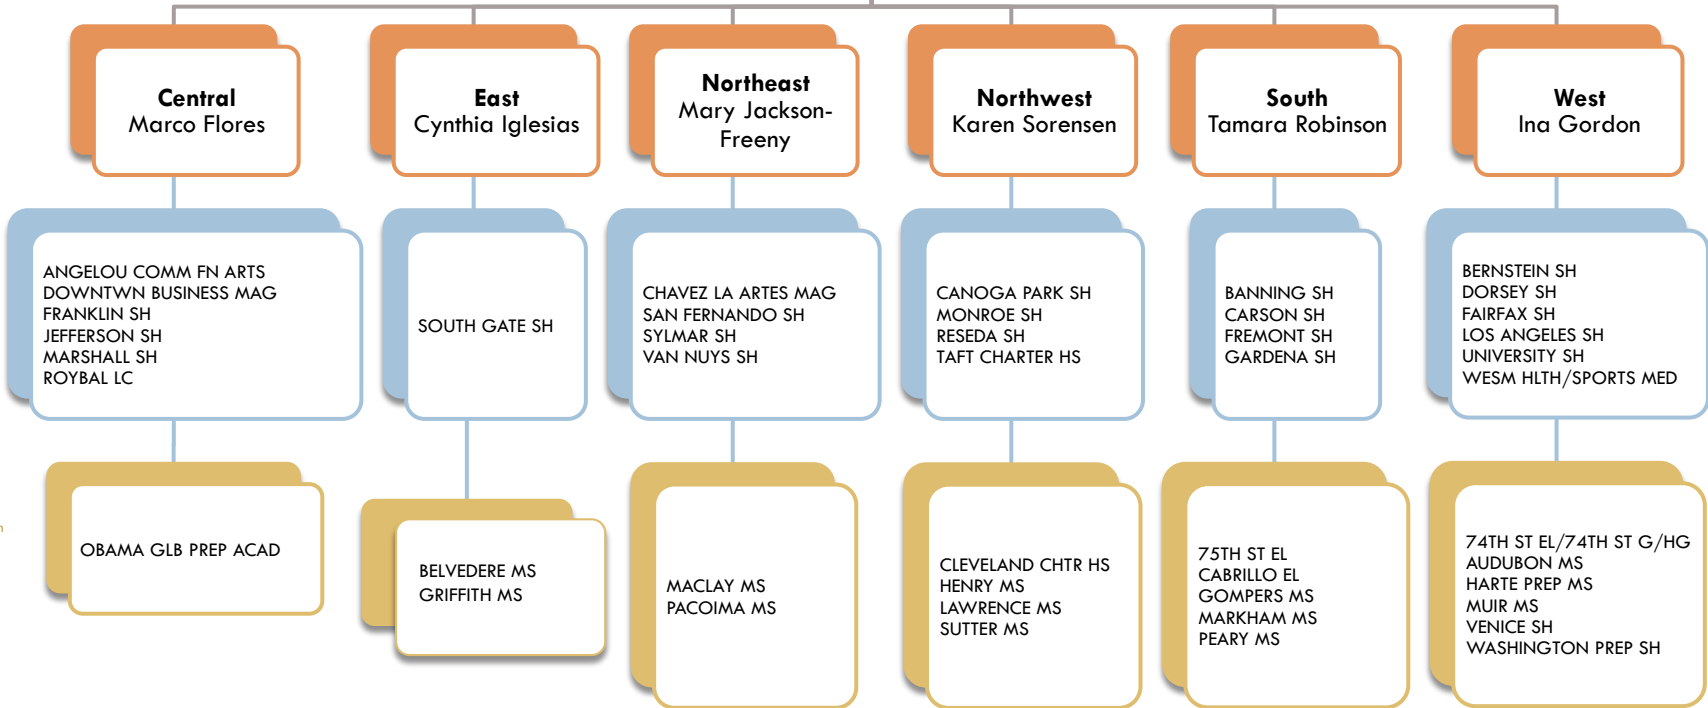 Central
Marco Flores
East
Cynthia Iglesias
Northeast
Mary Jackson-
Freeny
Northwest
Karen Sorensen
South
Tamara Robinson
West
Ina Gordon
ANGELOU COMM FN ARTS
DOWNTWN BUSINESS MAG
FRANKLIN SH
JEFFERSON SH
MARSHALL SH
ROYBAL LC
SOUTH GATE SH
CHAVEZ LA ARTES MAG
SAN FERNANDO SH
SYLMAR SH
VAN NUYS SH
CANOGA PARK SH
MONROE SH
RESEDA SH
TAFT CHARTER HS
BANNING SH
CARSON SH
FREMONT SH
GARDENA SH
BERNSTEIN SH
DORSEY SH
FAIRFAX SH
LOS ANGELES SH
UNIVERSITY SH
WESM HLTH/SPORTS MED
OBAMA GLB PREP ACAD
BELVEDERE MS
GRIFFITH MS
MACLAY MS
PACOIMA MS
CLEVELAND CHTR HS
HENRY MS
LAWRENCE MS
SUTTER MS
75TH ST EL
CABRILLO EL
GOMPERS MS
MARKHAM MS
PEARY MS
74TH ST EL/74TH ST G/HG
AUDUBON MS
HARTE PREP MS
MUIR MS
VENICE SH
WASHINGTON PREP SH